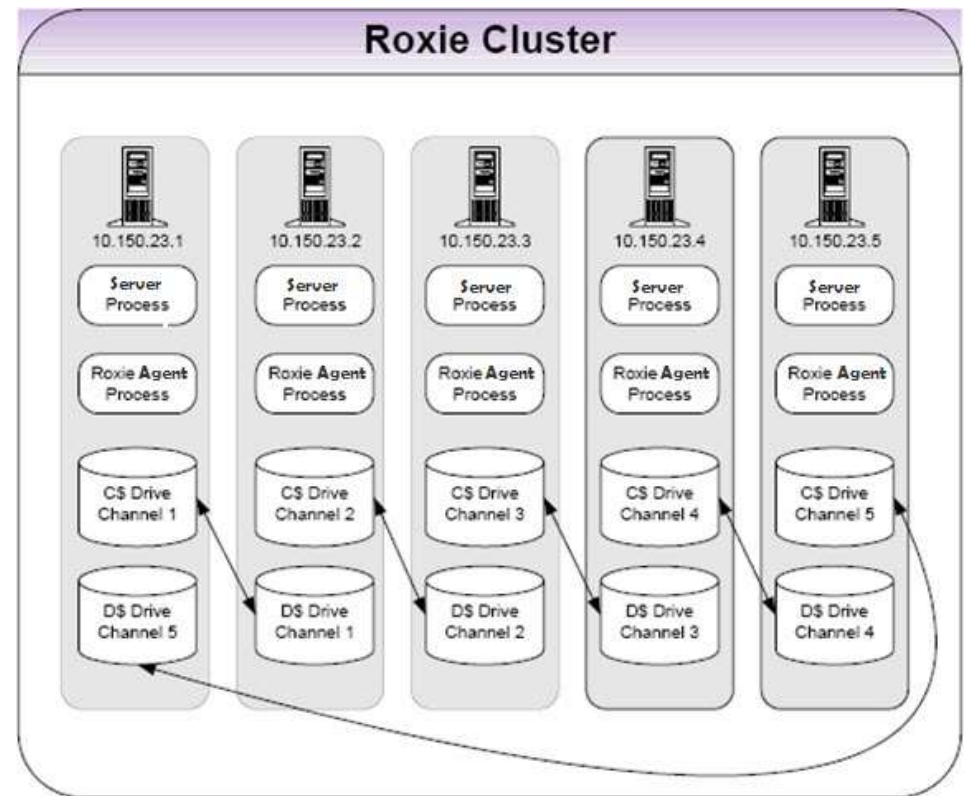 Roxie Cluster
10.150.23.1
10.150.23.2
10.150.23.3
10.150.23.4
10.150.23.5
Server
Process
Server
Process
Server
Process
Server
Process
Server
Process
Roxie Agent
Process
Roxie Agent
Process
Roxie Agent
Process
Roxie Agent
Process
Roxie Agent
Process
C$ Drive
Channel 1
C$ Drive
Channel 2
C$ Drive
Channel 3
C$ Drive
Channel 4
C$ Drive
Channel 5
D$ Drive
Channel 5
D$ Drive
Channel 1
D$ Drive
Channel 2
D$ Drive
Channel 3
D$ Drive
Channel 4